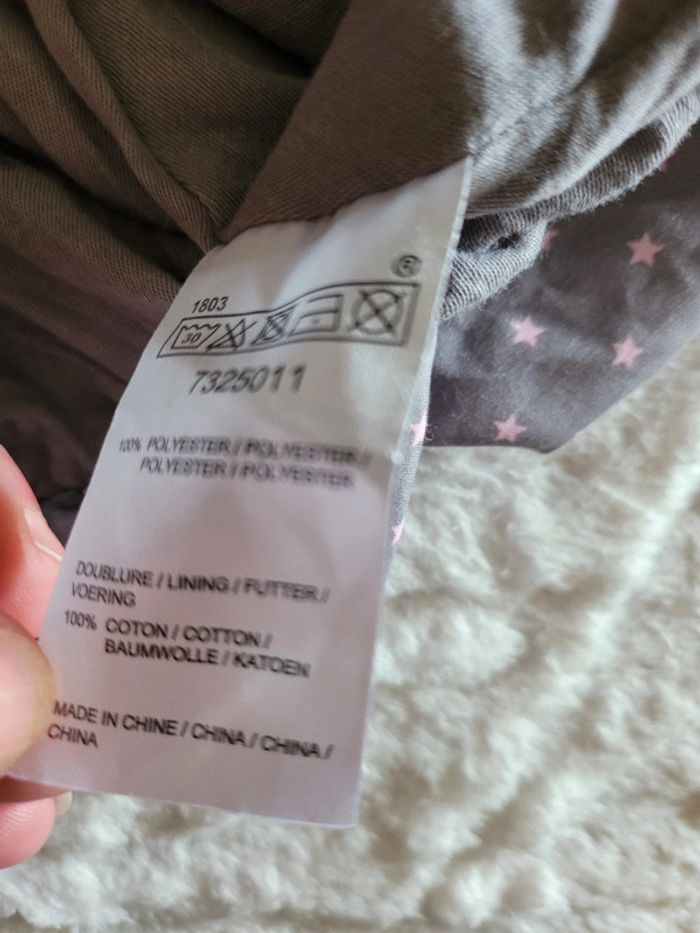 ®
1803
30
7325011
100% POLYESTER / POLYESTER /
POLYESTER / POLYESTER
DOUBLURE / LINING / FUTTER /
VOERING
100% COTON / COTTON /
BAUMWOLLE / KATOEN
MADE IN CHINE / CHINA / CHINA /
CHINA